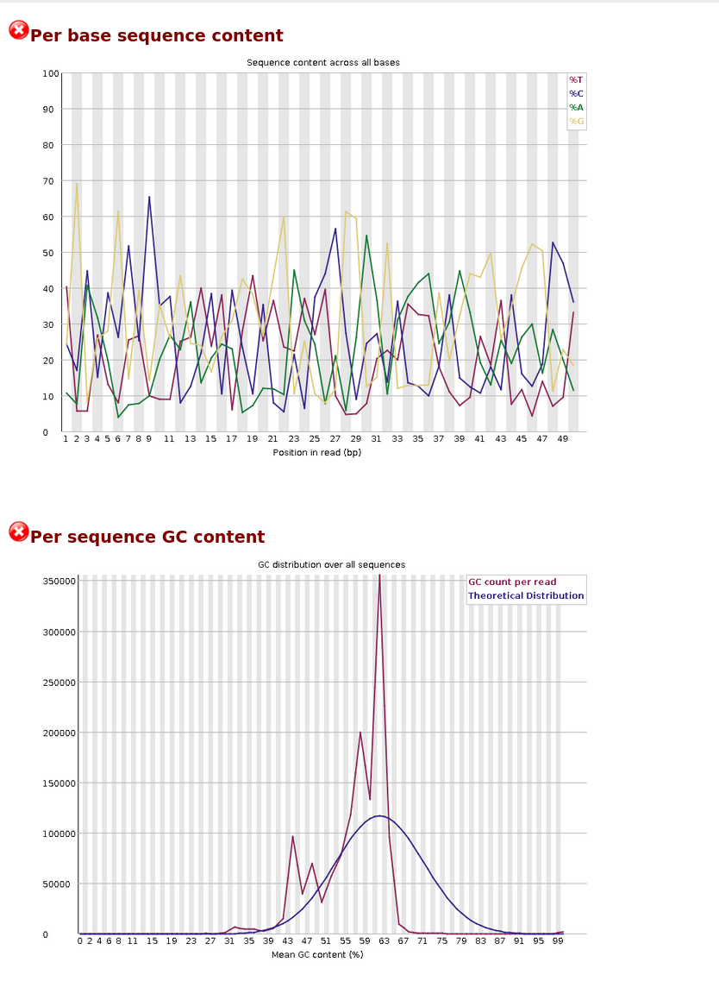 Per base sequence content
Sequence content across all bases
100
90
80
70
60
50
40
30
20
10
0
%T
%C
%A
%G
1 2 3 4 5 6 7 8 9 11 13 15 17 19 21 23 25 27 29 31 33 35 37 39 41 43 45 47 49
Position in read (bp)
Per sequence GC content
GC distribution over all sequences
350000
300000
250000
200000
150000
100000
50000
0
GC count per read
Theoretical Distribution
0 2 4 6 8 11 15 19 23 27 31 35 39 43 47 51 55 59 63 67 71 75 79 83 87 91 95 99
Mean GC content (%)